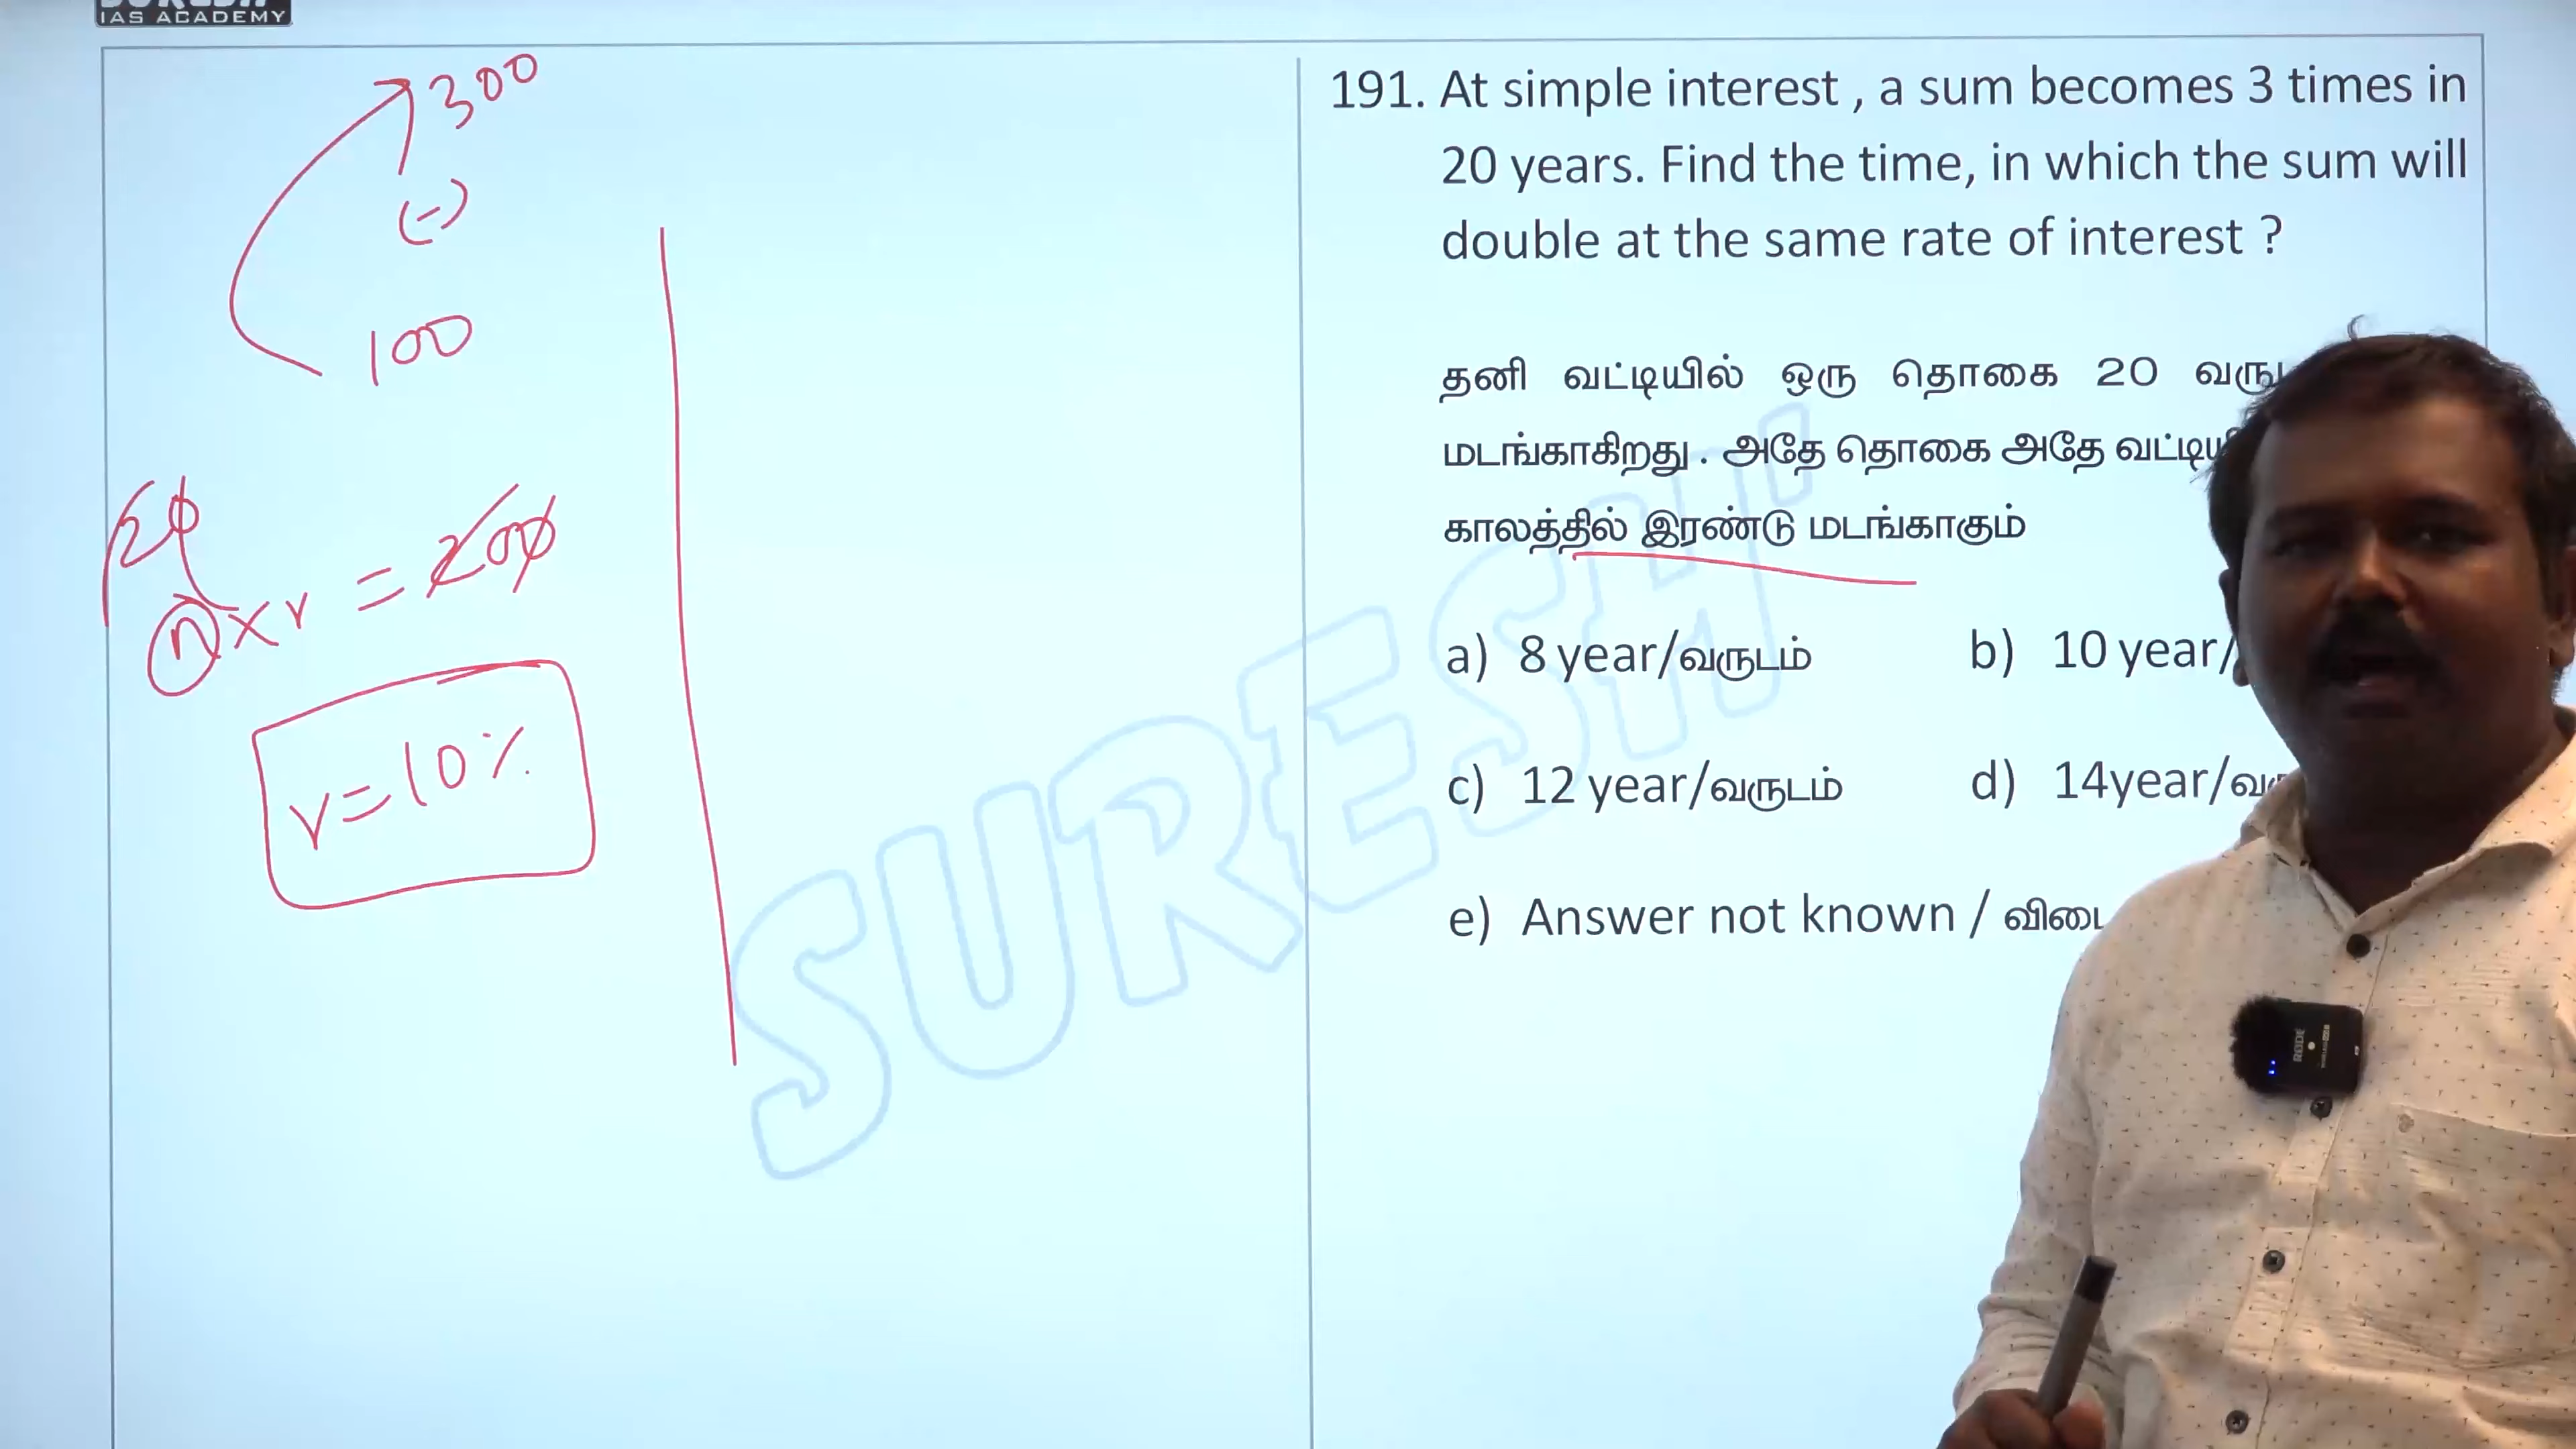 IAS ACADEMY
300
(-)
100
20
n x r = 200
r = 10%
191. At simple interest , a sum becomes 3 times in
20 years. Find the time, in which the sum will
double at the same rate of interest ?
தனி வட்டியில் ஒரு தொகை 20
மடங்காகிறது . அதே தொகை அதே
காலத்தில் இரண்டு மடங்காகும்
a) 8 year/வருடம் b) 10 year/
c) 12 year/வருடம் d) 14year/
e) Answer not known /
SURESH'
RØDE